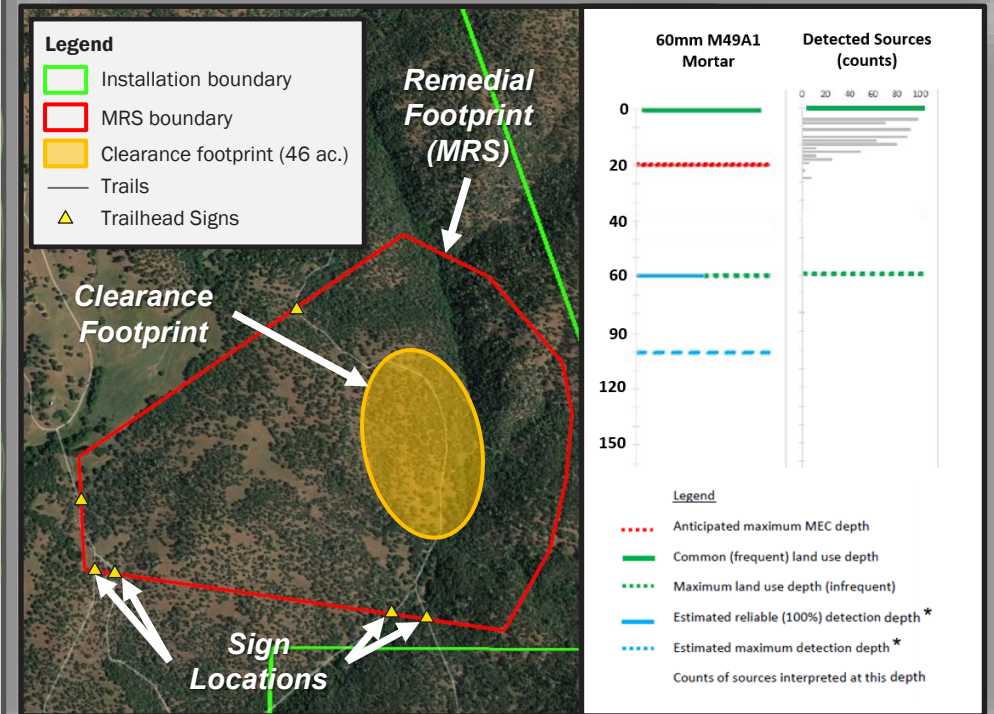 Legend
Installation boundary
MRS boundary
Clearance footprint (46 ac.)
Trails
Trailhead Signs
Remedial
Footprint
(MRS)
Clearance
Footprint
Sign
Locations
60mm M49A1
Mortar
Detected Sources
(counts)
0 20 40 60 80 100
0
20
40
60
90
120
150
Legend
Anticipated maximum MEC depth
Common (frequent) land use depth
Maximum land use depth (infrequent)
Estimated reliable (100%) detection depth *
Estimated maximum detection depth *
Counts of sources interpreted at this depth